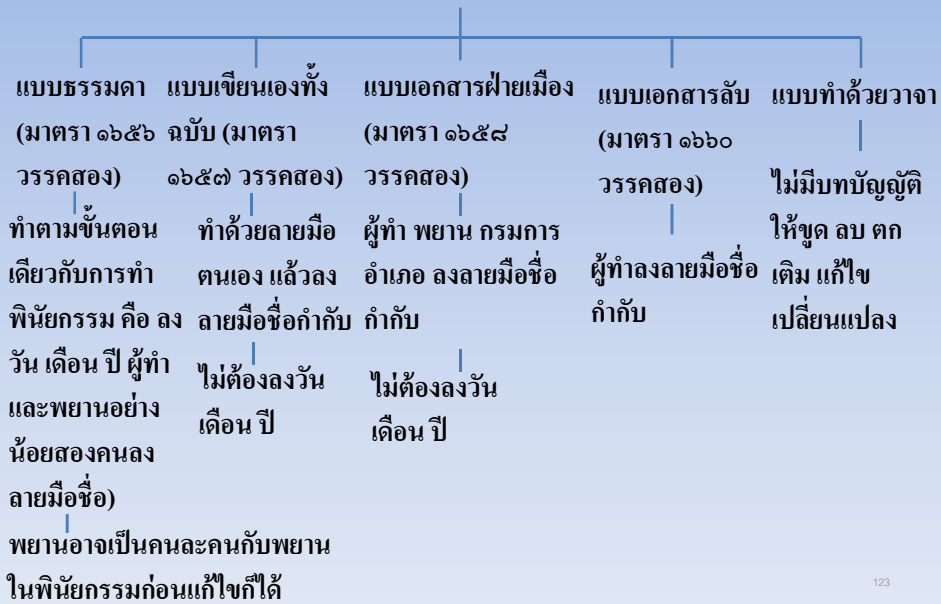 แบบธรรมดา
(มาตรา ๑๖๕๖
วรรคสอง)
ทำตามขั้นตอน
เดียวกับการทำ
พินัยกรรม คือ ลง
วัน เดือน ปี ผู้ทำ
และพยานอย่าง
น้อยสองคนลง
ลายมือชื่อ)
พยานอาจเป็นคนละคนกับพยาน
ในพินัยกรรมก่อนแก้ไขก็ได้
แบบเขียนเองทั้ง
ฉบับ (มาตรา
๑๖๕๗ วรรคสอง)
ทำด้วยลายมือ
ตนเอง แล้วลง
ลายมือชื่อกำกับ
ไม่ต้องลงวัน
เดือน ปี
แบบเอกสารฝ่ายเมือง
(มาตรา ๑๖๕๘
วรรคสอง)
ผู้ทำ พยาน กรมการ
อำเภอ ลงลายมือชื่อ
กำกับ
ไม่ต้องลงวัน
เดือน ปี
แบบเอกสารลับ
(มาตรา ๑๖๖๐
วรรคสอง)
ผู้ทำลงลายมือชื่อ
กำกับ
แบบทำด้วยวาจา
ไม่มีบทบัญญัติ
ให้ขูด ลบ ตก
เติม แก้ไข
เปลี่ยนแปลง
123